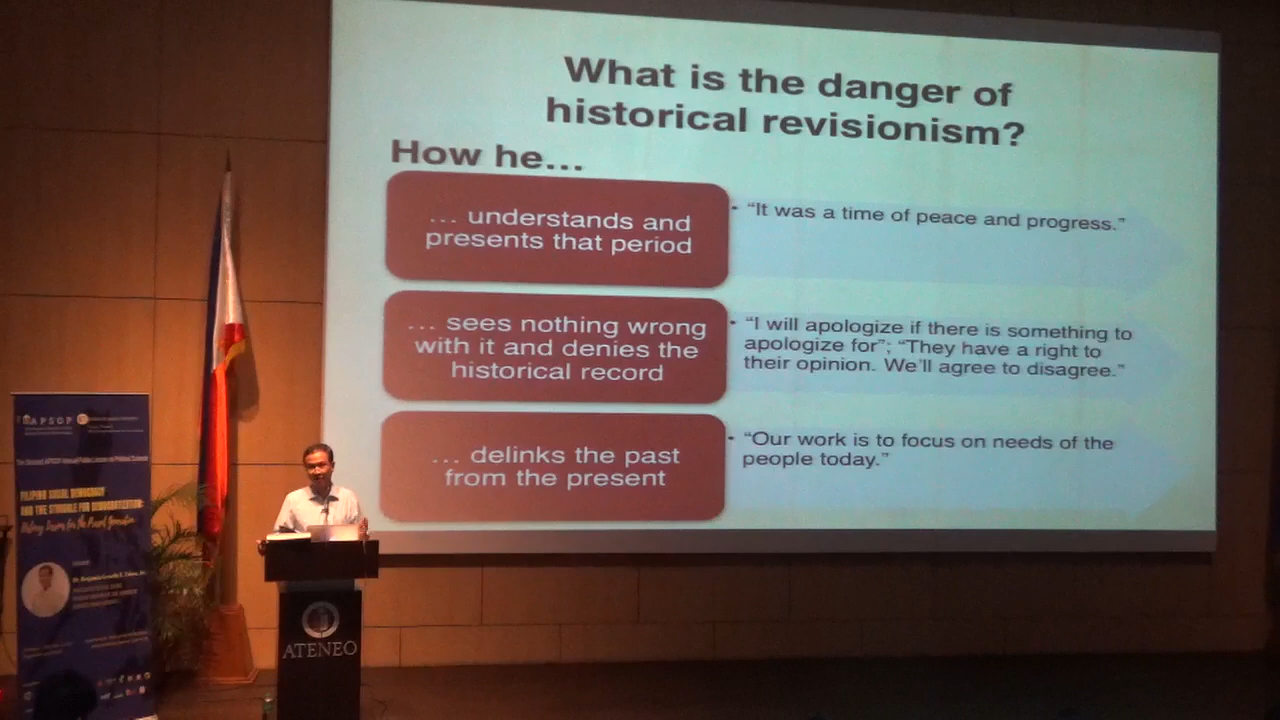 What is the danger of
historical revisionism?
How he...
... understands and
presents that period
• “It was a time of peace and progress.”
... sees nothing wrong
with it and denies the
historical record
• “I will apologize if there is something to
apologize for”; “They have a right to
their opinion. We’ll agree to disagree.”
... delinks the past
from the present
• “Our work is to focus on needs of the
people today.”
APSOP
FILIPINO SOCIAL DEMOCRACY
AND THE STRUGGLE FOR DEMOCRATIZATION:
ATENEO